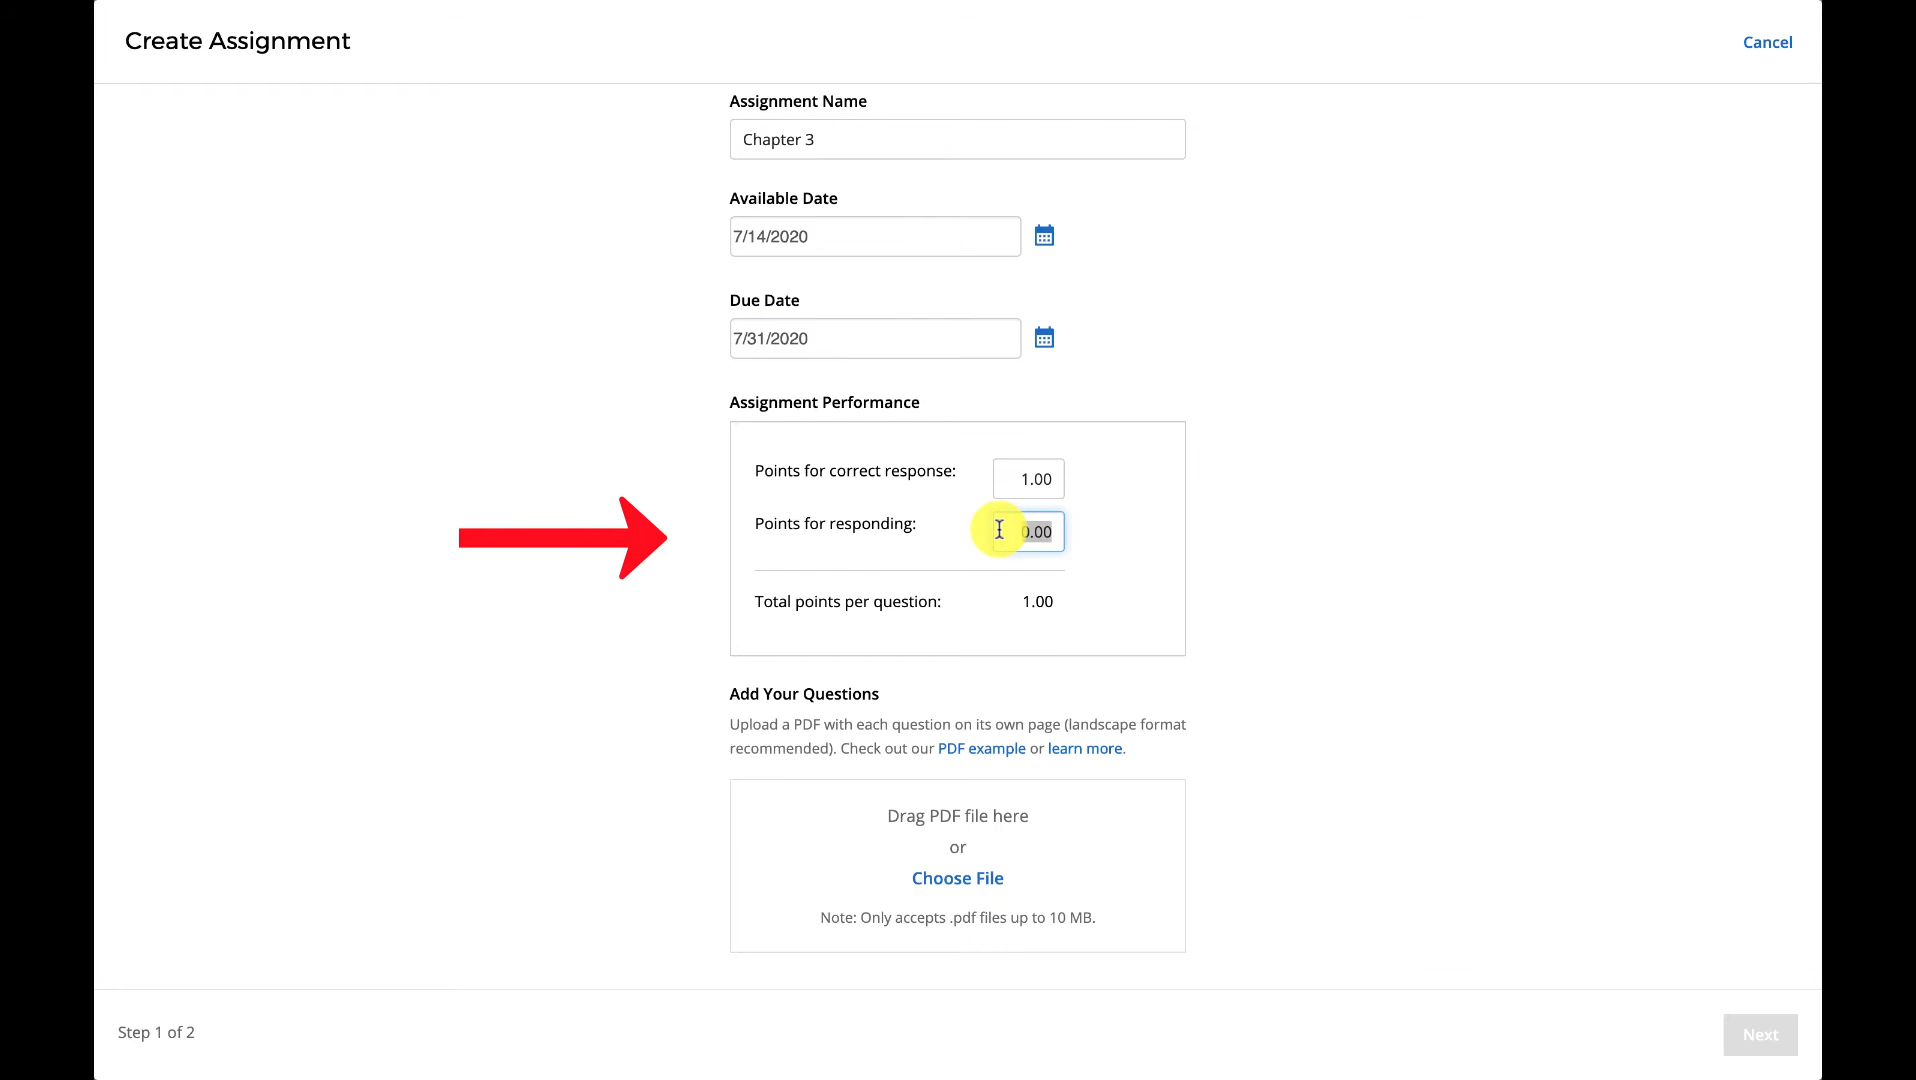 Create Assignment
Cancel
Assignment Name
Chapter 3
Available Date
7/14/2020
Due Date
7/31/2020
Assignment Performance
Points for correct response: 1.00
Points for responding: 0.00
Total points per question: 1.00
Add Your Questions
Upload a PDF with each question on its own page (landscape format
recommended). Check out our PDF example or learn more.
Drag PDF file here
or
Choose File
Note: Only accepts .pdf files up to 10 MB.
Step 1 of 2
Next